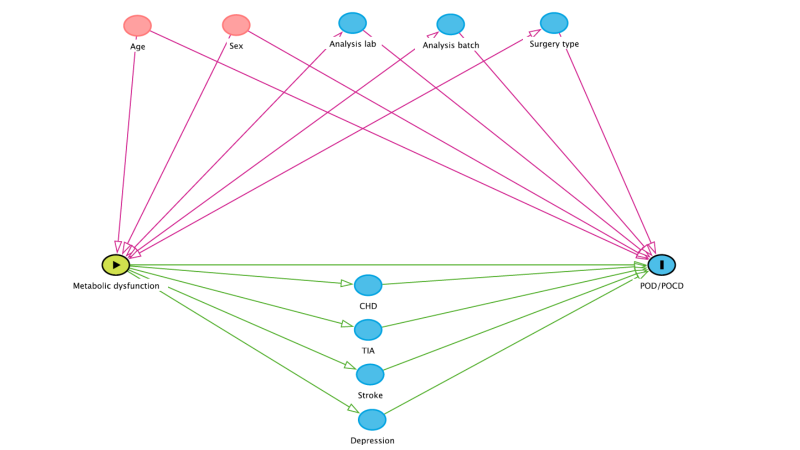 Age
Sex
Analysis lab
Analysis batch
Surgery type
Metabolic dysfunction
POD/POCD
CHD
TIA
Stroke
Depression